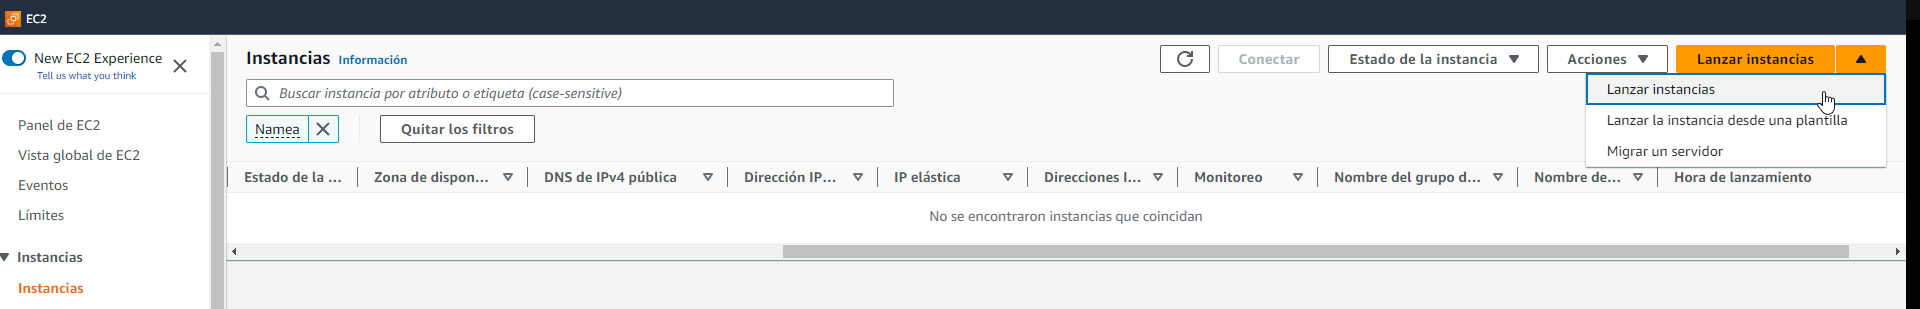 EC2
New EC2 Experience
Tell us what you think
Panel de EC2
Vista global de EC2
Eventos
Límites
Instancias
Instancias
Instancias Información
Conectar
Estado de la instancia
Acciones
Lanzar instancias
Buscar instancia por atributo o etiqueta (case-sensitive)
Lanzar instancias
Lanzar la instancia desde una plantilla
Migrar un servidor
Namea
Quitar los filtros
Estado de la ... Zona de dispon... DNS de IPv4 pública Dirección IP... IP elástica Direcciones I... Monitoreo Nombre del grupo d... Nombre de... Hora de lanzamiento
No se encontraron instancias que coincidan